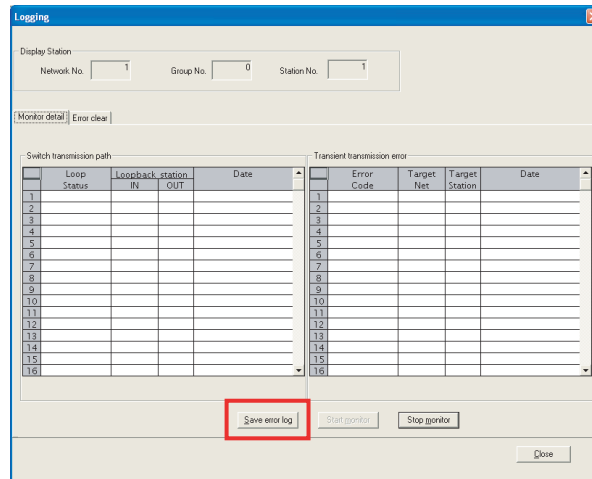 Logging
Display Station
Network No. 1 Group No. 0 Station No. 1
Monitor detail Error clear
Switch transmission path Transient transmission error
Loop Status Loopback station IN OUT Date Error Code Target Net Target Station Date
1 1
2 2
3 3
4 4
5 5
6 6
7 7
8 8
9 9
10 10
11 11
12 12
13 13
14 14
15 15
16 16
Save error log Start monitor Stop monitor
Close